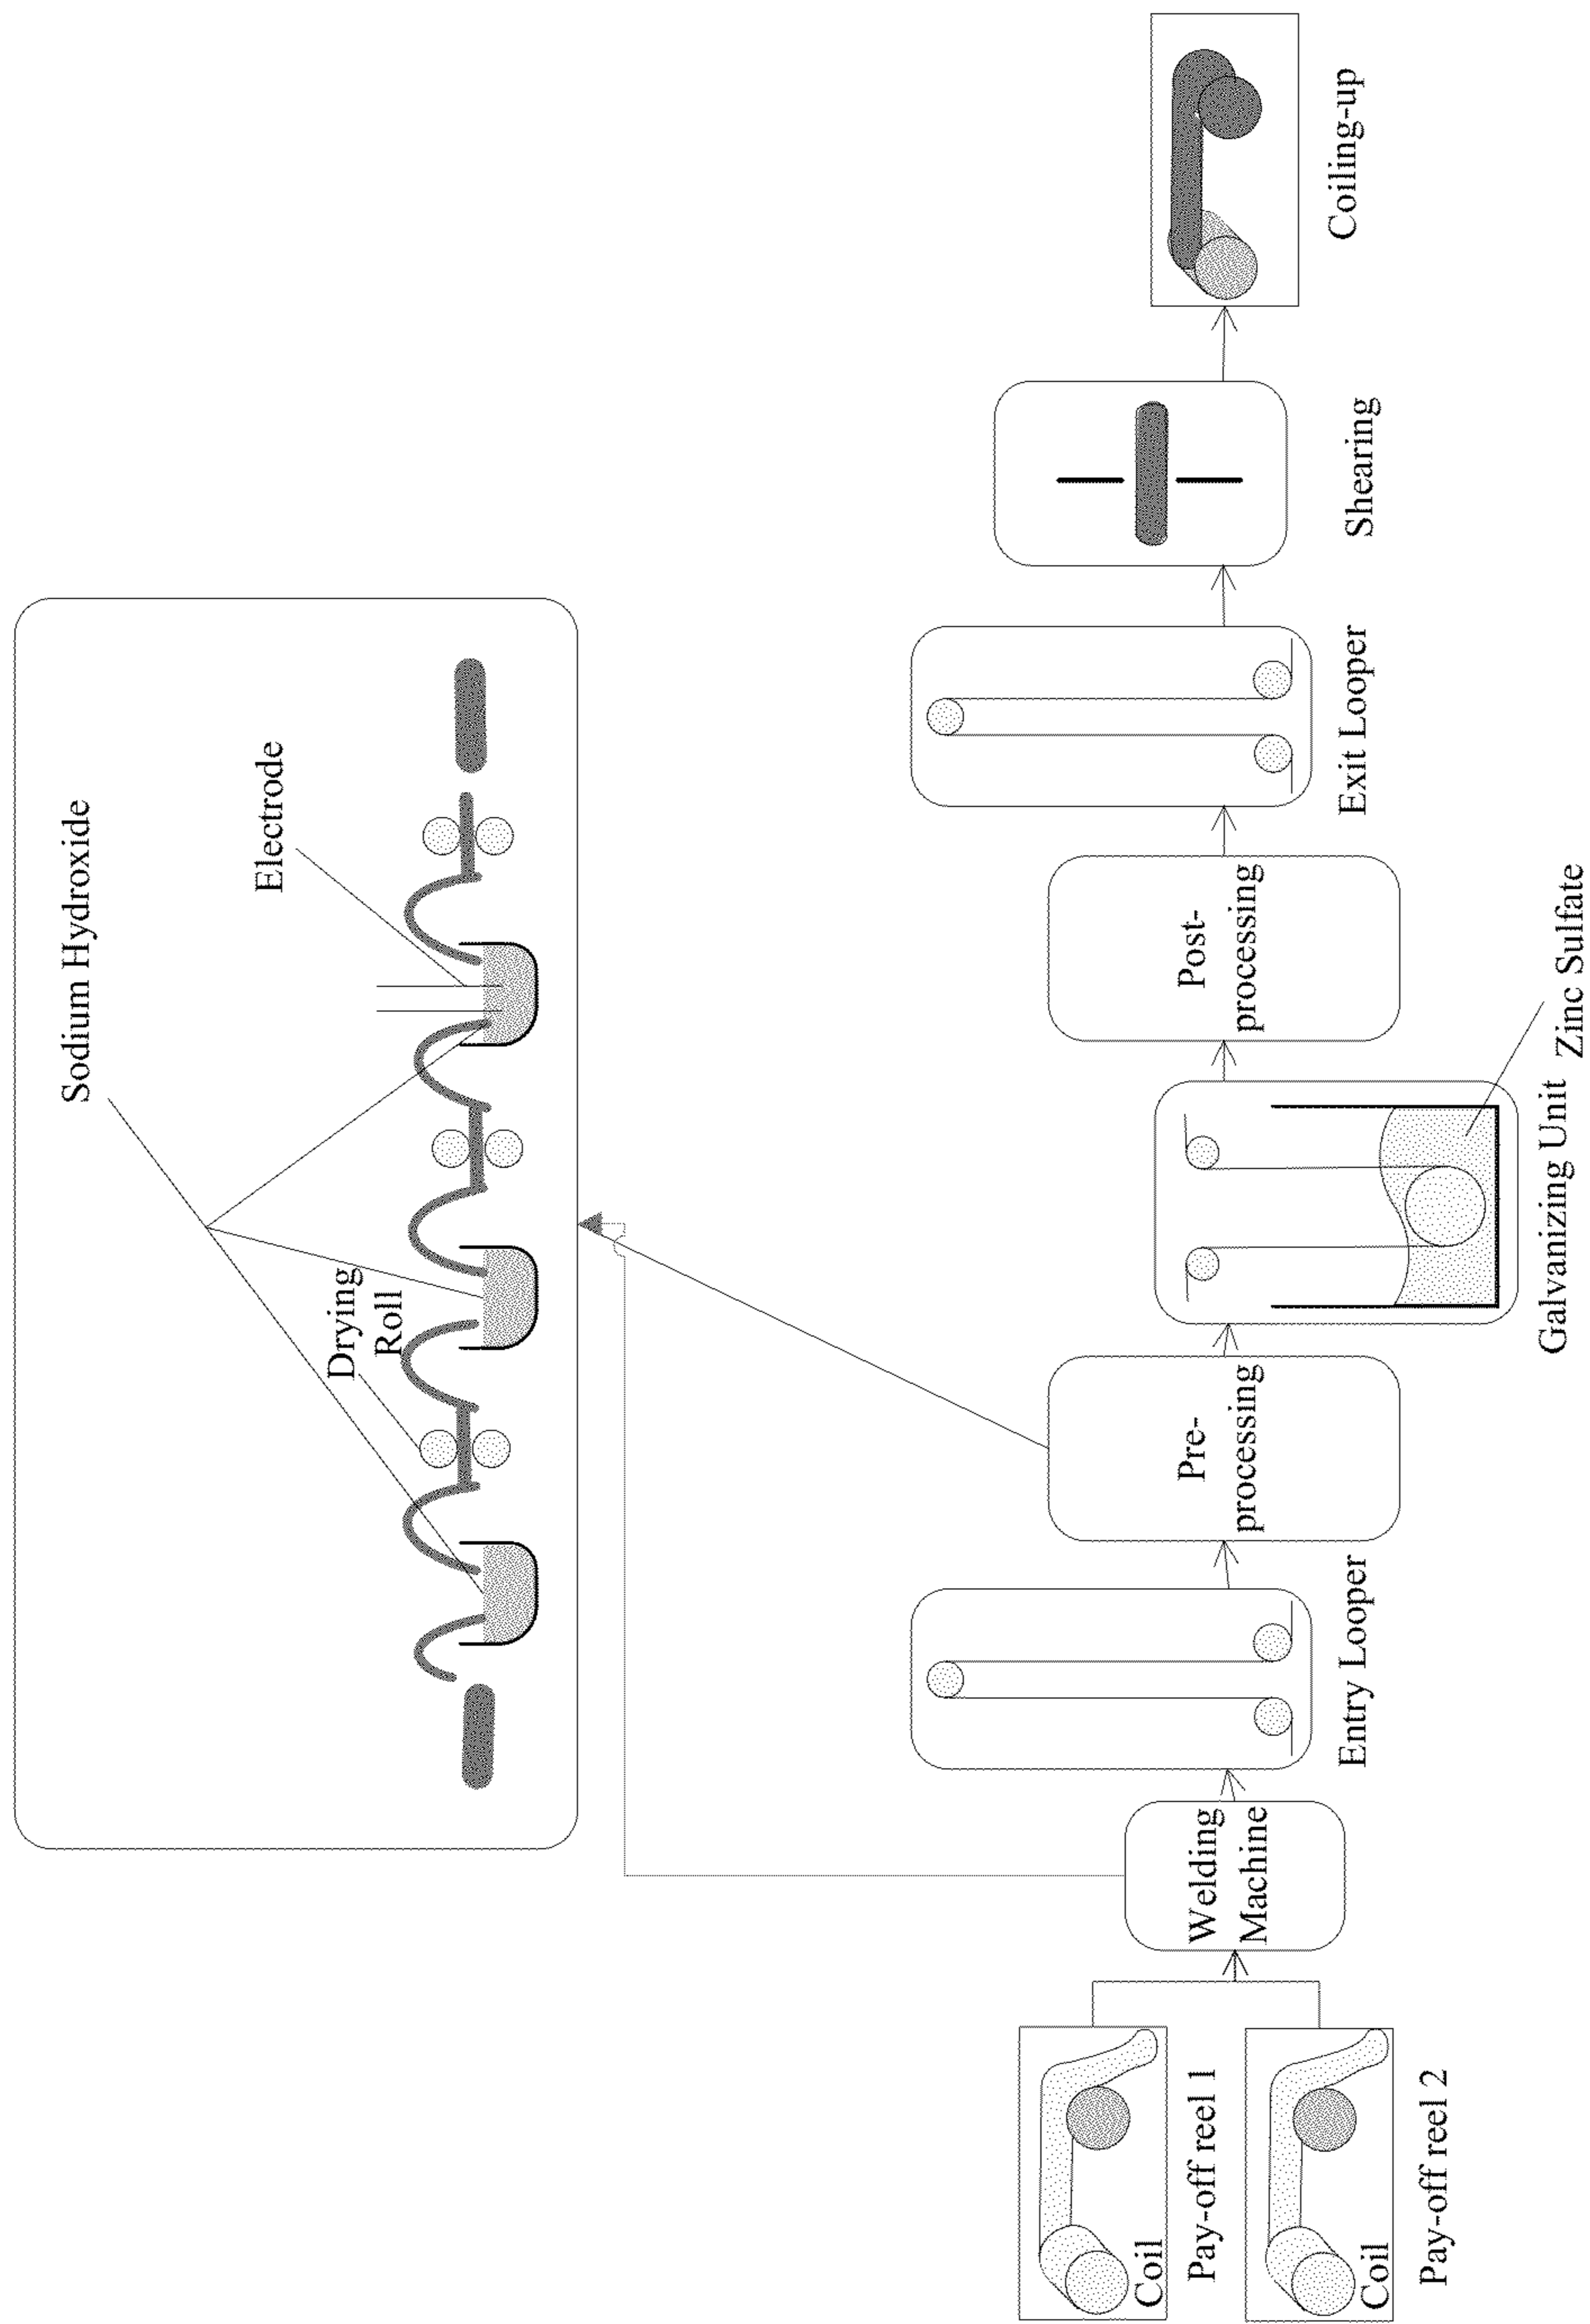 Sodium Hydroxide
Electrode
Drying
Roll
Coil
Pay-off reel 1
Coil
Pay-off reel 2
Welding
Machine
Entry Looper
Pre-
processing
Galvanizing Unit
Zinc Sulfate
Post-
processing
Exit Looper
Shearing
Coiling-up